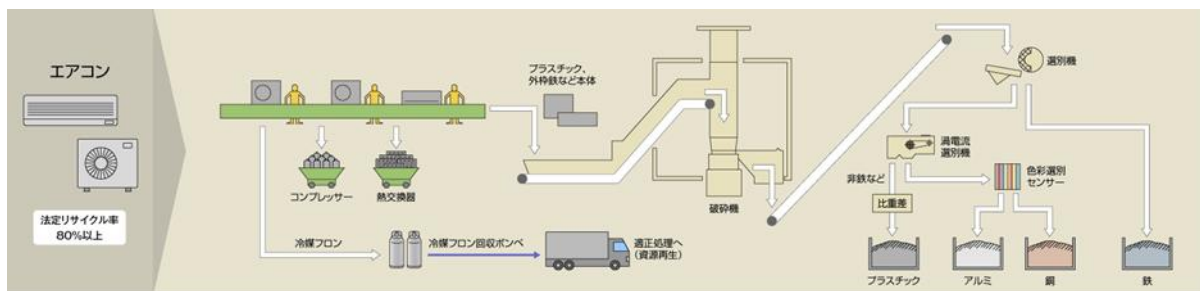 エアコン
法定リサイクル率
80%以上
コンプレッサー
熱交換器
プラスチック、
外枠鉄など本体
冷媒フロン
冷媒フロン回収ボンベ
適正処理へ
(資源再生)
破砕機
選別機
渦電流
選別機
非鉄など
比重差
色彩選別
センサー
プラスチック
アルミ
銅
鉄